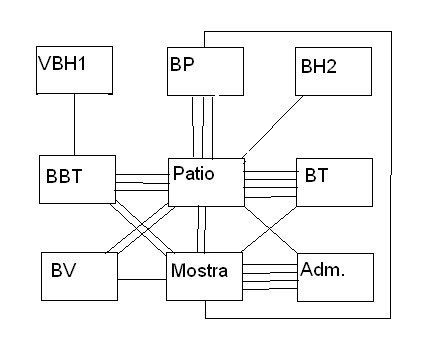 VBH1
BP
BH2
BBT
Patio
BT
BV
Mostra
Adm.